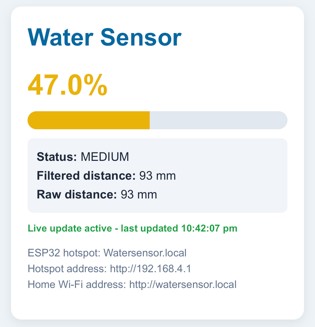 Water Sensor
47.0%
Status: MEDIUM
Filtered distance: 93 mm
Raw distance: 93 mm
Live update active - last updated 10:42:07 pm
ESP32 hotspot: Watersensor.local
Hotspot address: http://192.168.4.1
Home Wi-Fi address: http://watersensor.local